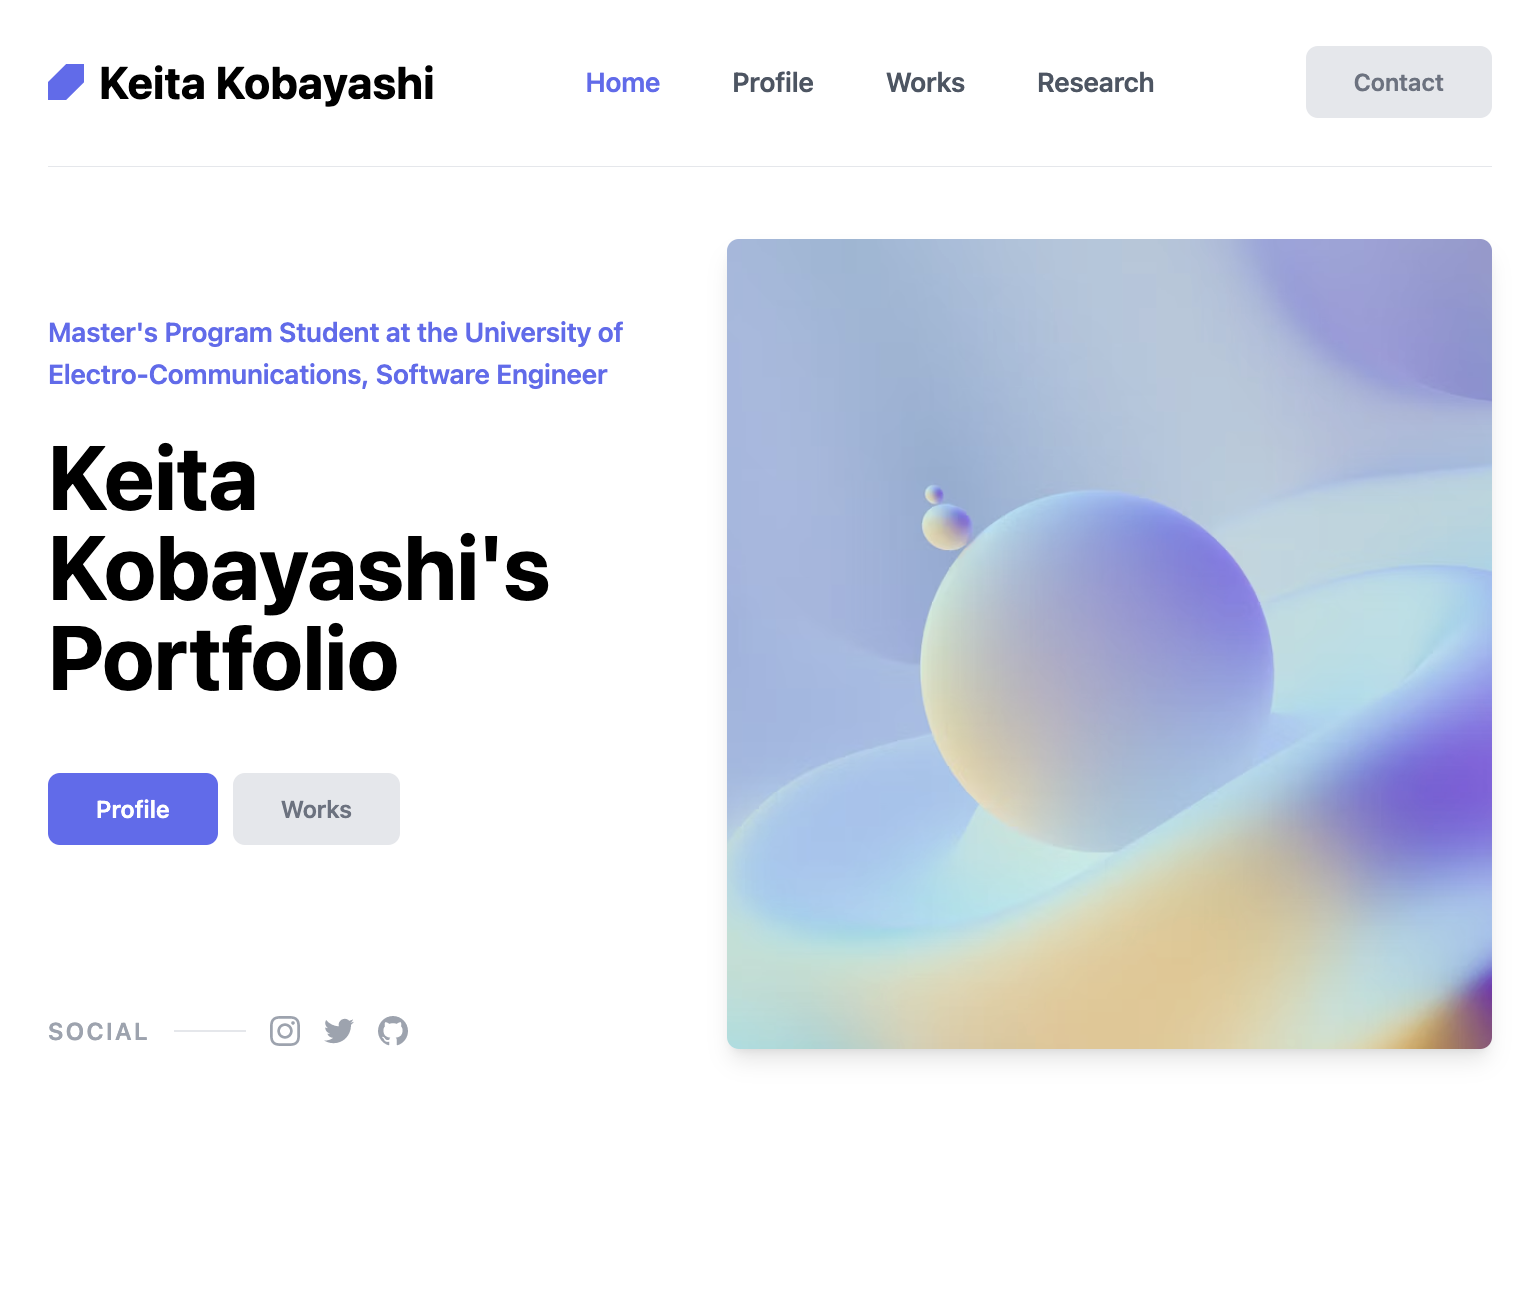 Keita Kobayashi
Home
Profile
Works
Research
Contact
Master's Program Student at the University of
Electro-Communications, Software Engineer
Keita
Kobayashi's
Portfolio
Profile
Works
SOCIAL